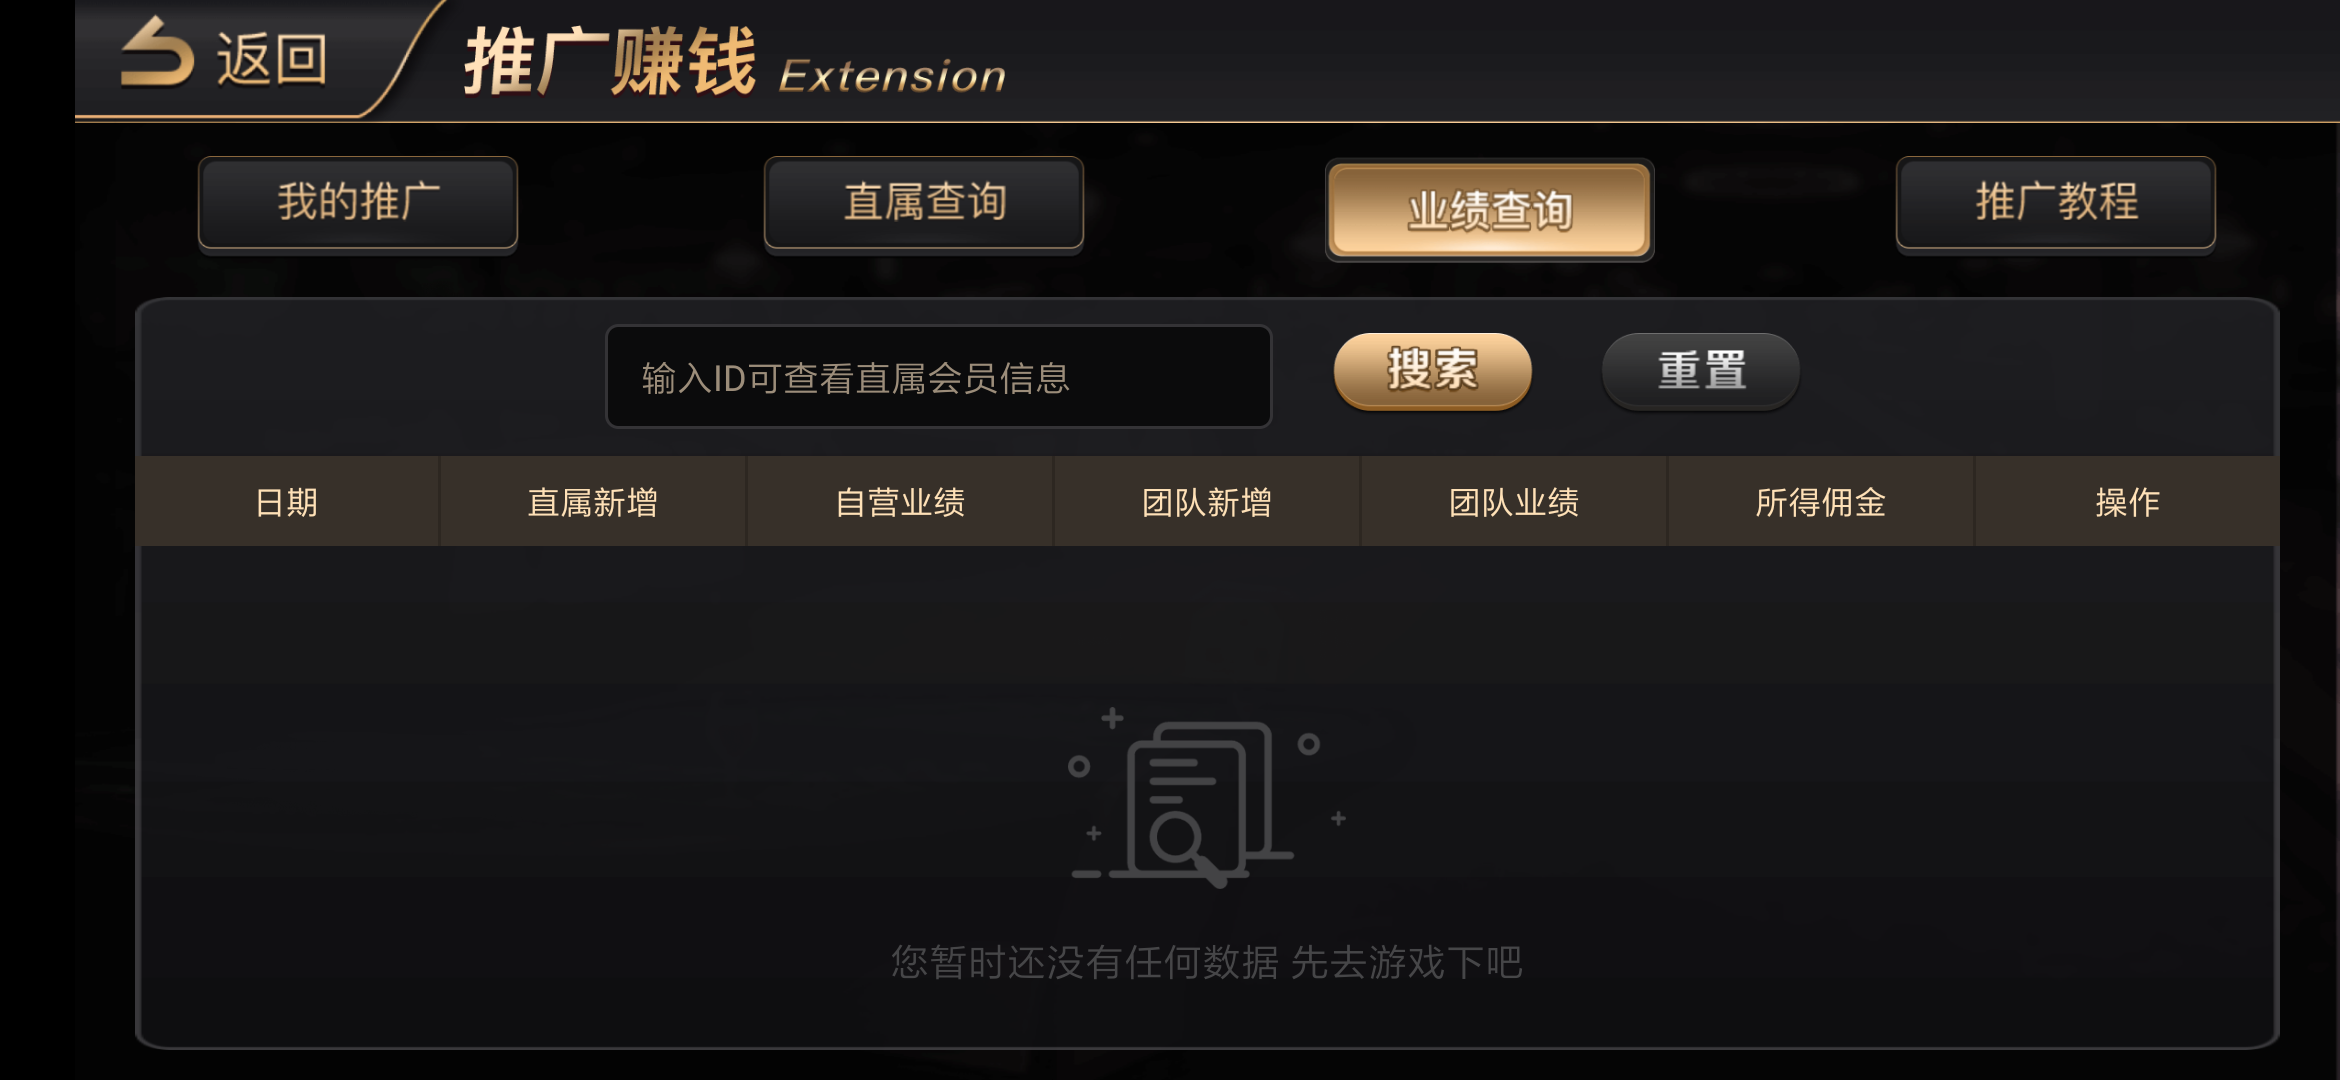 返回
推广赚钱 Extension
我的推广
直属查询
业绩查询
推广教程
输入ID可查看直属会员信息
搜索
重置
日期
直属新增
自营业绩
团队新增
团队业绩
所得佣金
操作
您暂时还没有任何数据 先去游戏下吧